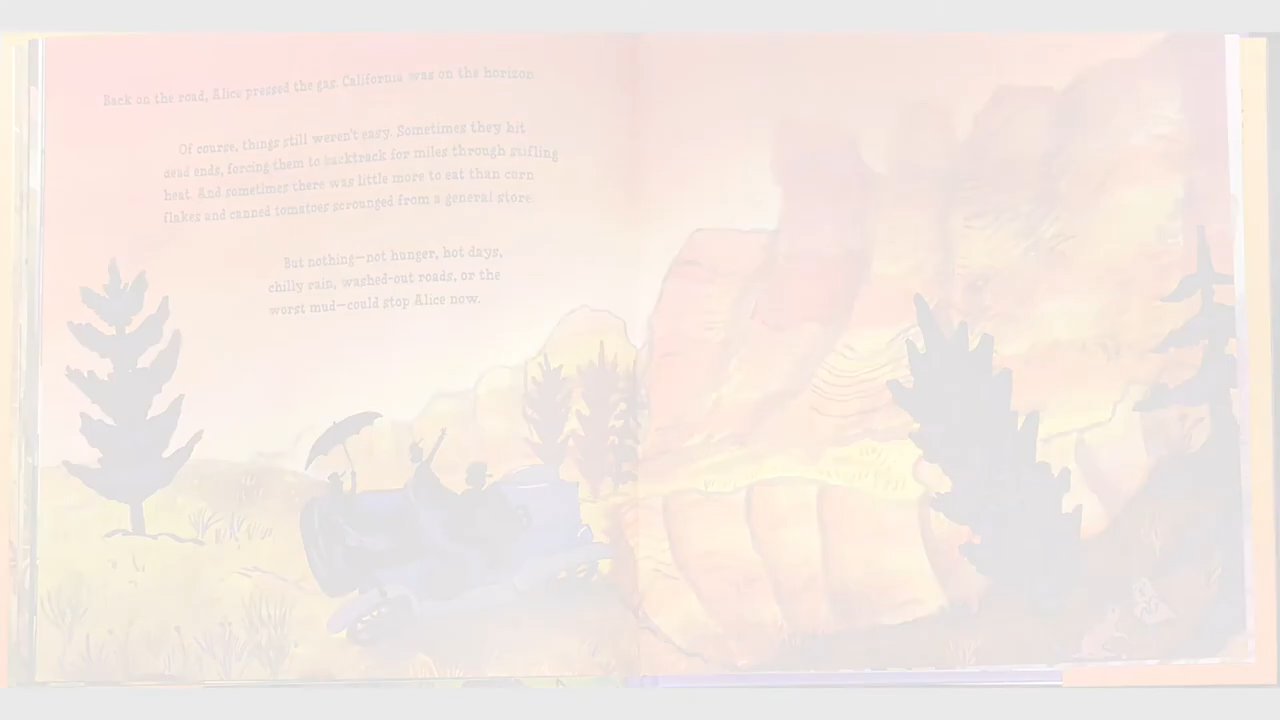 Back on the road, Alice pressed the gas. California was on the horizon.
Of course, things still weren't easy. Sometimes they hit
dead ends, forcing them to backtrack for miles through stifling
heat. And sometimes there was little more to eat than corn
flakes and canned tomatoes scrounged from a general store.
But nothing—not hunger, hot days,
chilly rain, washed-out roads, or the
worst mud—could stop Alice now.